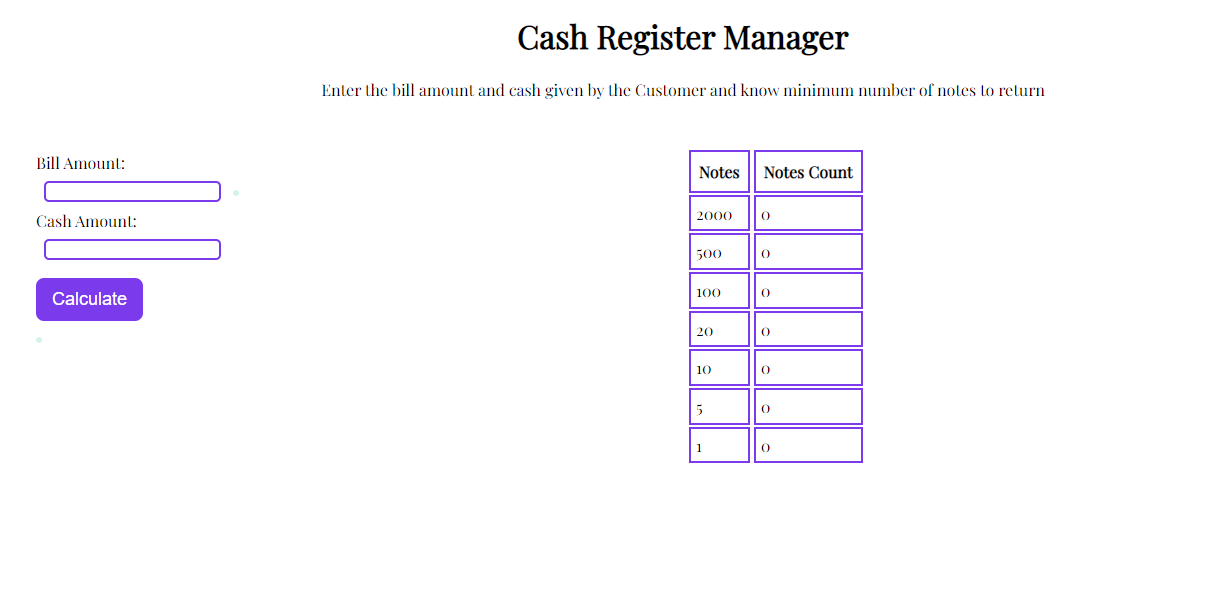 Cash Register Manager
Enter the bill amount and cash given by the Customer and know minimum number of notes to return
Bill Amount:
Cash Amount:
Calculate
Notes Notes Count
2000 0
500 0
100 0
20 0
10 0
5 0
1 0